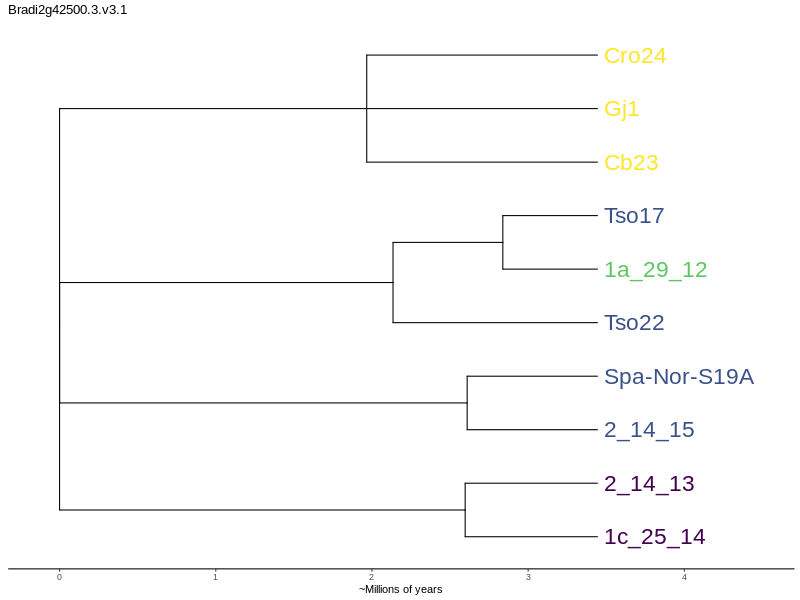 Bradi2g42500.3.v3.1
Cro24
Gj1
Cb23
Tso17
1a_29_12
Tso22
Spa-Nor-S19A
2_14_15
2_14_13
1c_25_14
0 1 2 3 4
~Millions of years